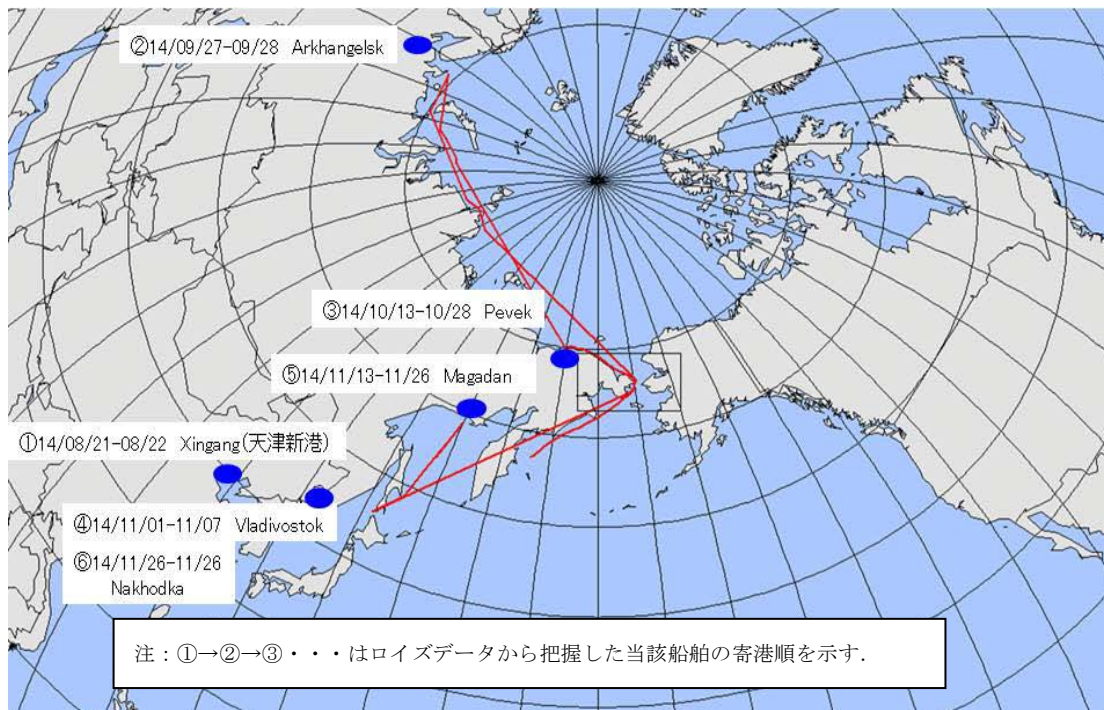 ②14/09/27-09/28 Arkhangelsk
③14/10/13-10/28 Pevek
⑤14/11/13-11/26 Magadan
①14/08/21-08/22 Xingang(天津新港)
④14/11/01-11/07 Vladivostok
⑥14/11/26-11/26
Nakhodka
注：①→②→③・・・はロイズデータから把握した当該船舶の寄港順を示す.